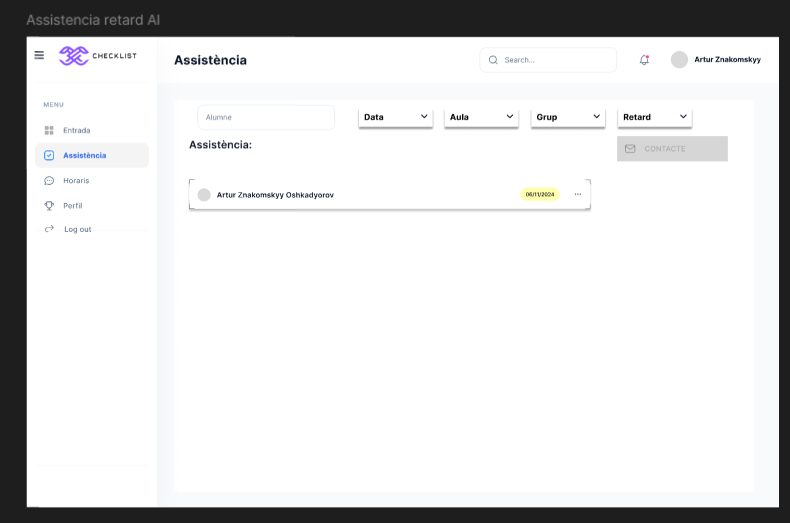 Assistencia retard Al
CHECKLIST
Assistència
Search...
Artur Znakomskyy
MENU
Entrada
Assistència
Horaris
Perfil
Log out
Alumne
Data
Aula
Grup
Retard
Assistència:
CONTACTE
Artur Znakomskyy Oshkadyorov
06/11/2024
...